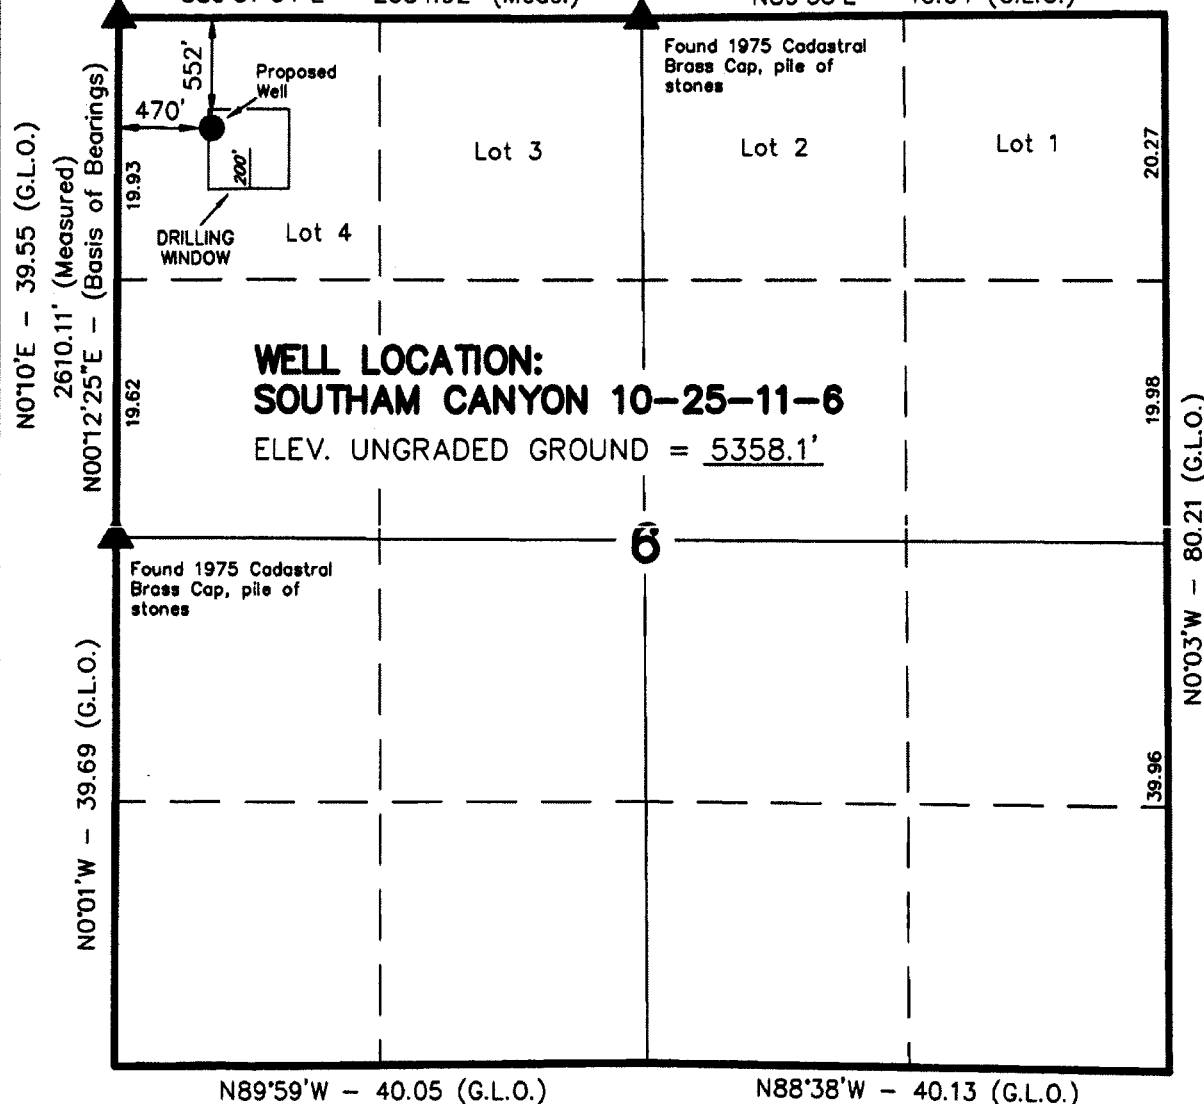 (Meas.)
(G.L.O.)
Found 1975 Cadastral
Brass Cap, pile of
stones
552'
Proposed
Well
470'
200'
DRILLING
WINDOW
Lot 4
Lot 3
Lot 2
Lot 1
19.93
20.27
N0°10'E – 39.55 (G.L.O.)
2610.11' (Measured)
N00°12'25"E – (Basis of Bearings)
19.62
WELL LOCATION:
SOUTHAM CANYON 10-25-11-6
ELEV. UNGRADED GROUND = 5358.1'
19.98
6
Found 1975 Cadastral
Brass Cap, pile of
stones
N0°03'W – 80.21 (G.L.O.)
N0°01'W – 39.69 (G.L.O.)
39.96
N89°59'W – 40.05 (G.L.O.)
N88°38'W – 40.13 (G.L.O.)